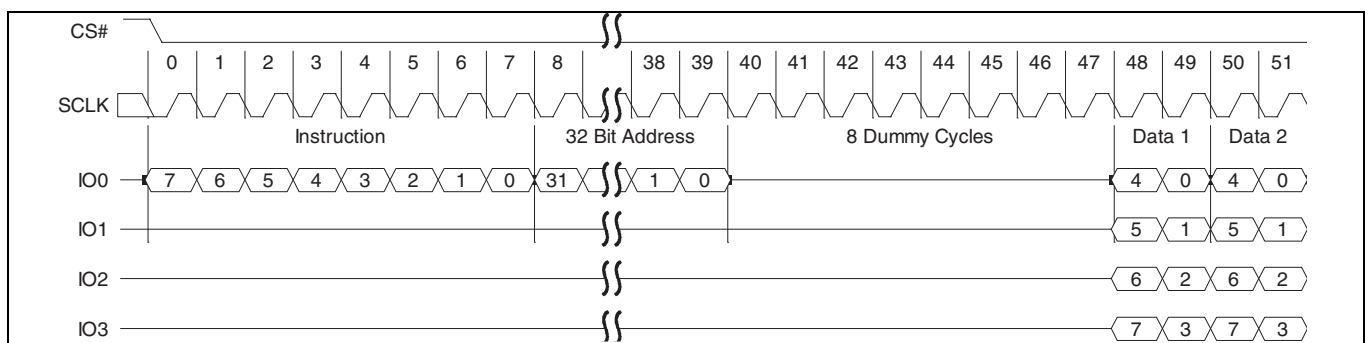 CS#
0 1 2 3 4 5 6 7 8 38 39 40 41 42 43 44 45 46 47 48 49 50 51
SCLK
Instruction 32 Bit Address 8 Dummy Cycles Data 1 Data 2
IO0 7 6 5 4 3 2 1 0 31 1 0 4 0 4 0
IO1 5 1 5 1
IO2 6 2 6 2
IO3 7 3 7 3